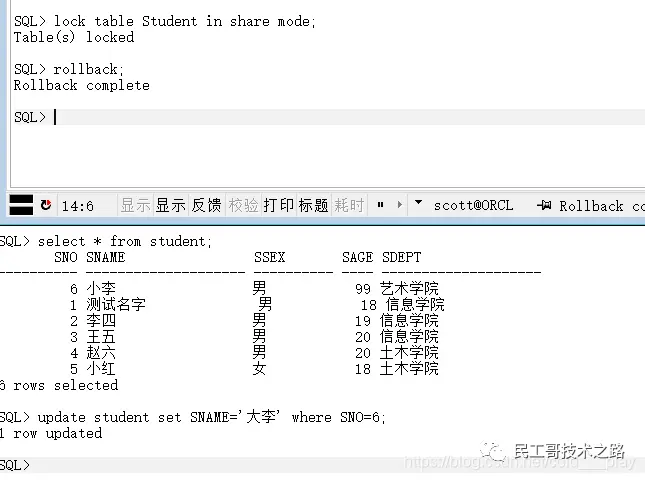 SQL> lock table Student in share mode;
Table(s) locked
SQL> rollback;
Rollback complete
SQL>
14:6 显示 显示 反馈 校验 打印 标题 耗时 scott@ORCL Rollback co
SQL> select * from student;
SNO SNAME SSEX SAGE SDEPT
---------- -------------------- ---------- ----- --------------------
6 小李 男 99 艺术学院
1 测试名字 男 18 信息学院
2 李四 男 19 信息学院
3 王五 男 20 信息学院
4 赵六 男 20 土木学院
5 小红 女 18 土木学院
6 rows selected
SQL> update student set SNAME='大李' where SNO=6;
1 row updated
民工哥技术之路
SQL>